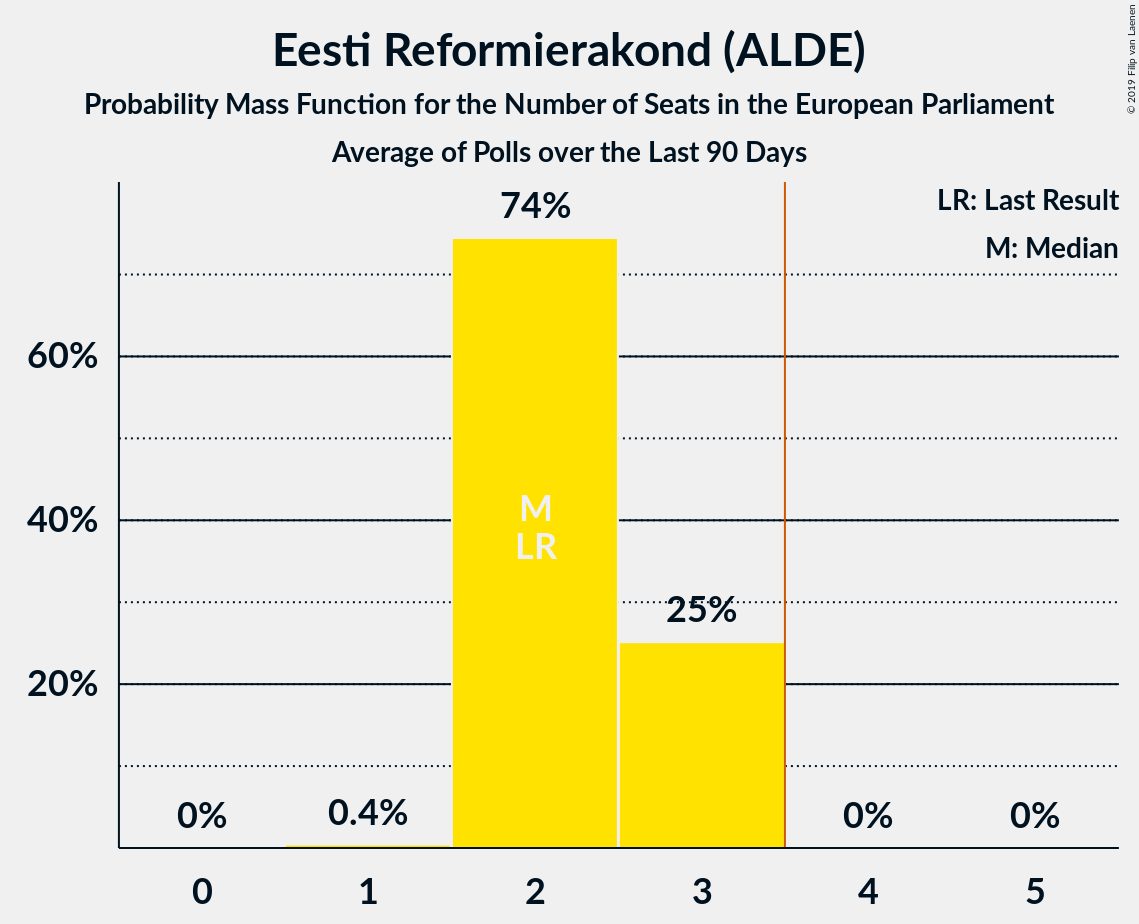 Eesti Reformierakond (ALDE)
Probability Mass Function for the Number of Seats in the European Parliament
Average of Polls over the Last 90 Days
© 2019 Filip van Laenen
LR: Last Result
M: Median
74%
60%
M
40%
LR
25%
20%
0%
0.4%
0%
0%
0
1
2
3
4
5